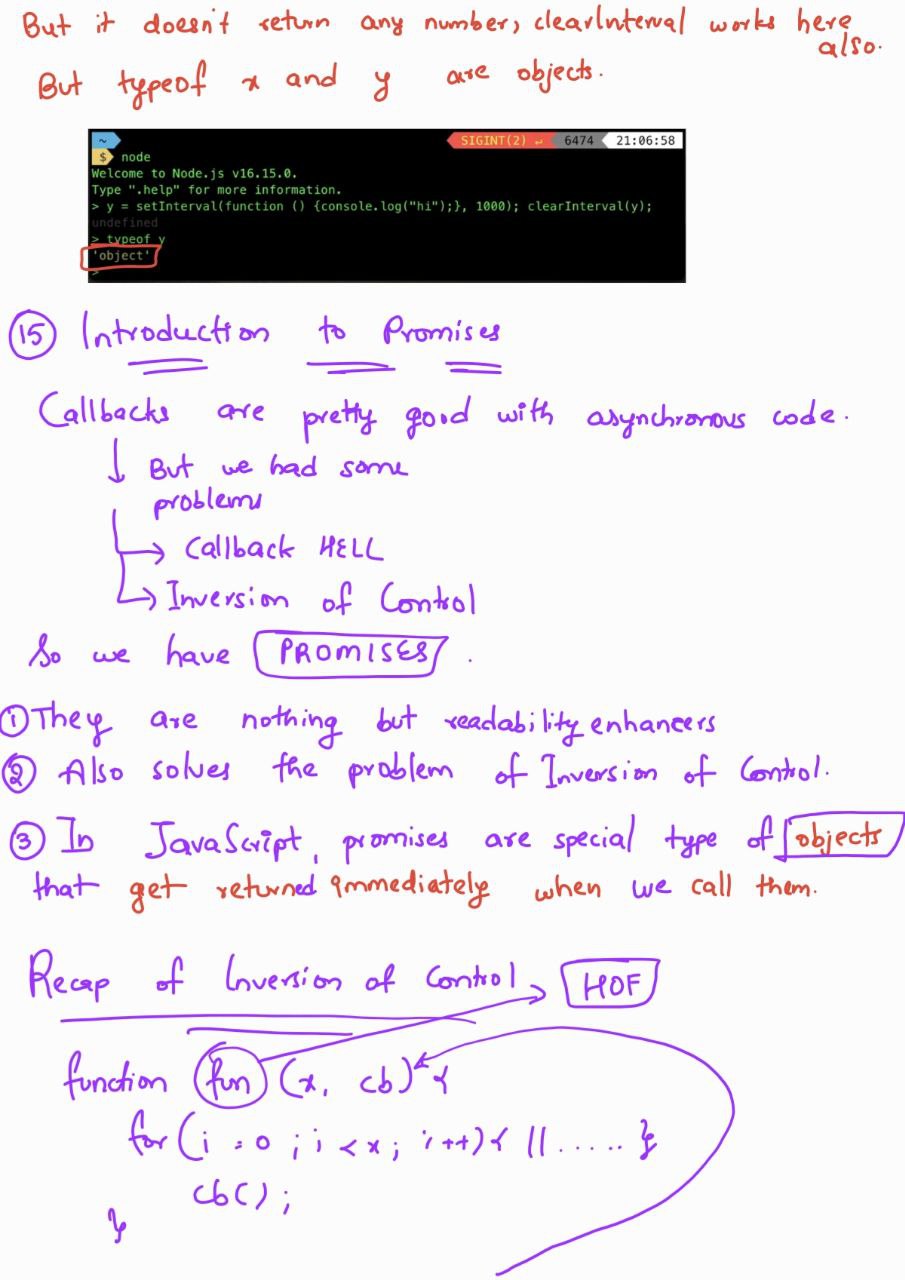 But it doesn't return any number, clearInterval works here also.
But typeof x and y are objects.
~ SIGINT(2) ↵ 6474 21:06:58
$ node
Welcome to Node.js v16.15.0.
Type ".help" for more information.
> y = setInterval(function () {console.log("hi");}, 1000); clearInterval(y);
undefined
> typeof y
'object'
>
15 Introduction to Promises
Callbacks are pretty good with asynchronous code.
↓ But we had some
problems
→ Callback HELL
→ Inversion of Control
So we have PROMISES.
① They are nothing but readability enhancers
② Also solves the problem of Inversion of Control.
③ In JavaScript, promises are special type of objects
that get returned immediately when we call them.
Recap of Inversion of Control → HOF
function fun (x, cb) {
for (i = 0 ; i < x ; i++) { || ..... }
cb();
}